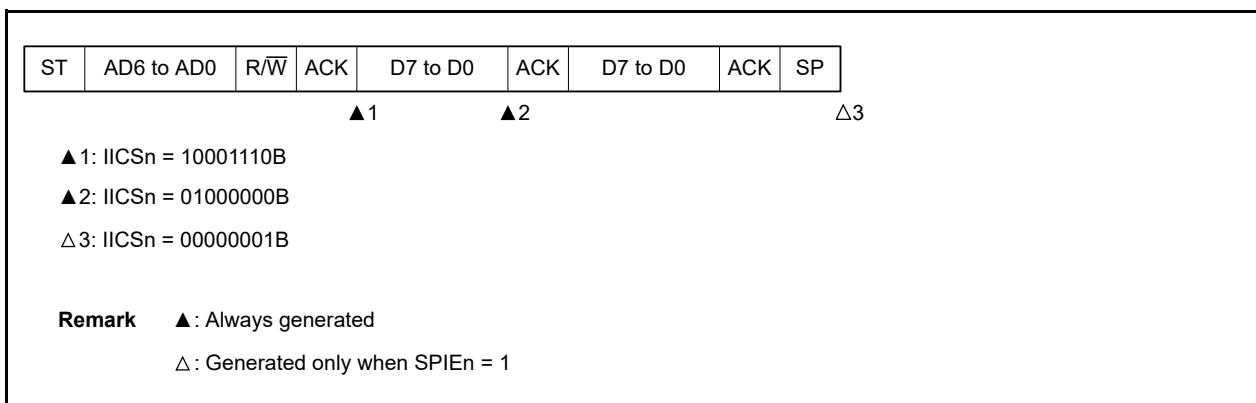 ST AD6 to AD0 R/W̅ ACK D7 to D0 ACK D7 to D0 ACK SP
▲1 ▲2 △3
▲1: IICSn = 10001110B
▲2: IICSn = 01000000B
△3: IICSn = 00000001B
Remark ▲: Always generated
△: Generated only when SPIEn = 1